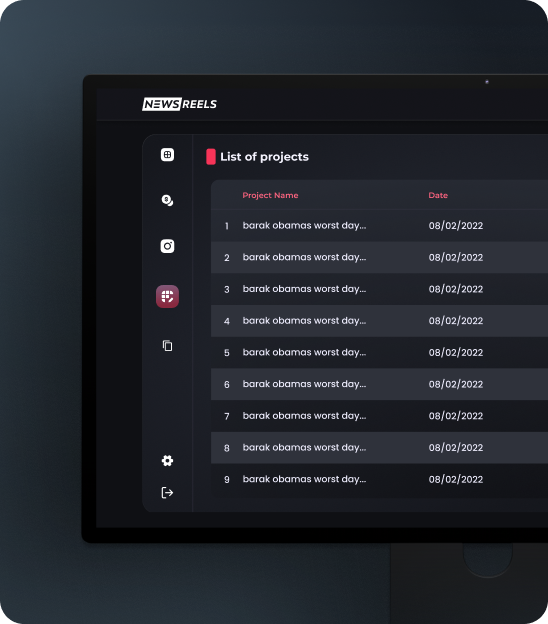 NEWS REELS
List of projects
Project Name Date
1 barak obamas worst day... 08/02/2022
2 barak obamas worst day... 08/02/2022
3 barak obamas worst day... 08/02/2022
4 barak obamas worst day... 08/02/2022
5 barak obamas worst day... 08/02/2022
6 barak obamas worst day... 08/02/2022
7 barak obamas worst day... 08/02/2022
8 barak obamas worst day... 08/02/2022
9 barak obamas worst day... 08/02/2022